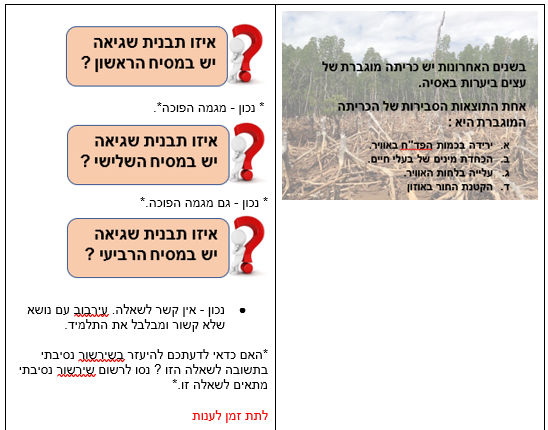 בשנים האחרונות יש כריתה מוגברת של
עצים ביערות באסיה.
אחת התוצאות הסבירות של הכריתה
המוגברת היא :
א. ירידה בכמות הפד"ח באוויר.
ב. הכחדת מינים של בעלי חיים.
ג. עלייה בלחות האוויר.
ד. הקטנת החור באוזון
איזו תבנית שגיאה
יש במסיח הראשון ?
* נכון - מגמה הפוכה*.
איזו תבנית שגיאה
יש במסיח השלישי ?
* נכון - גם מגמה הפוכה.*
איזו תבנית שגיאה
יש במסיח הרביעי ?
• נכון - אין קשר לשאלה. עירבוב עם נושא
שלא קשור ומבלבל את התלמיד.
*האם כדאי לדעתכם להיעזר בשירשור נסיבתי
בתשובה לשאלה הזו ? נסו לרשום שירשור נסיבתי
מתאים לשאלה זו.*
לתת זמן לענות